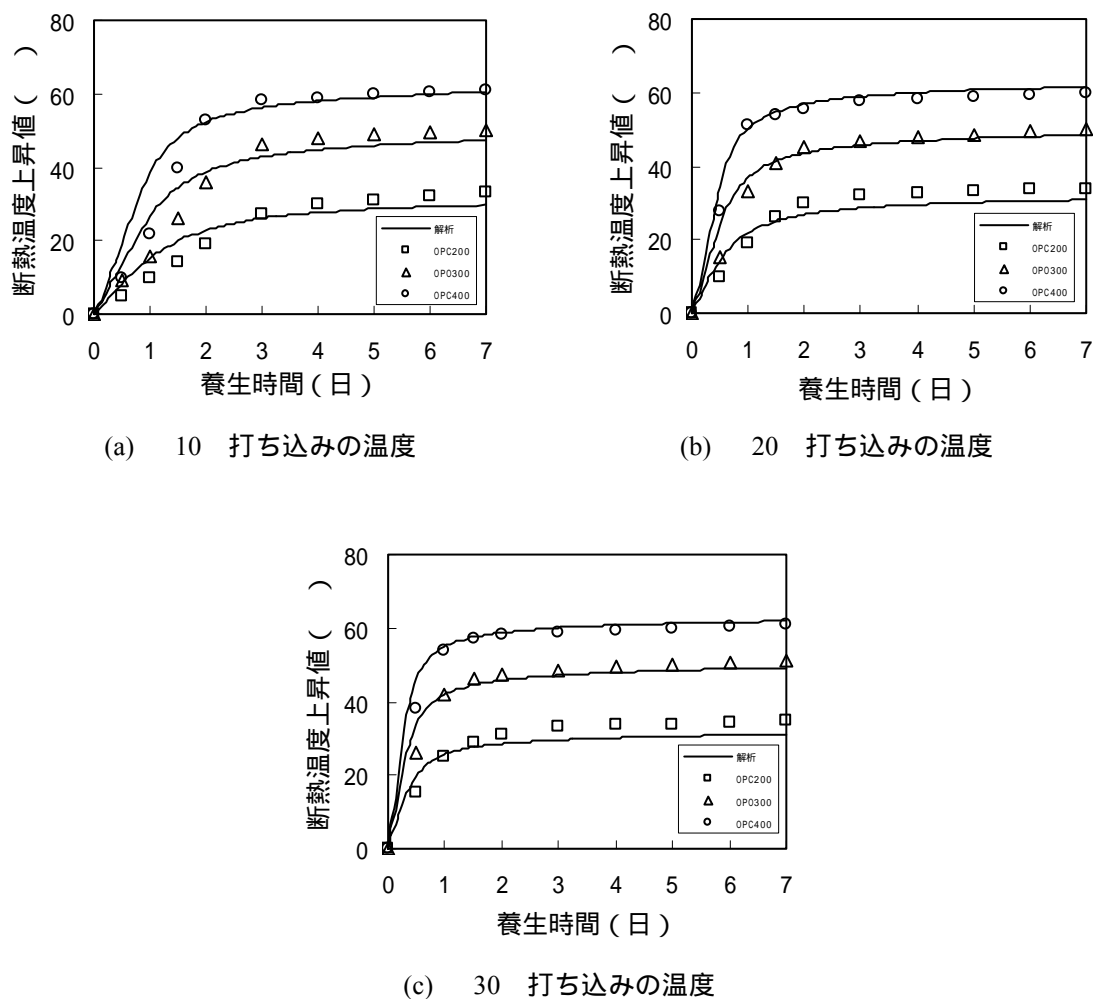 断熱温度上昇値(　)
80
60
40
20
0
解析
OPC200
OPO300
OPC400
0 1 2 3 4 5 6 7
養生時間(日)
(a) 10 打ち込みの温度
断熱温度上昇値(　)
80
60
40
20
0
解析
OPC200
OPO300
OPC400
0 1 2 3 4 5 6 7
養生時間(日)
(b) 20 打ち込みの温度
断熱温度上昇値(　)
80
60
40
20
0
解析
OPC200
OPO300
OPC400
0 1 2 3 4 5 6 7
養生時間(日)
(c) 30 打ち込みの温度